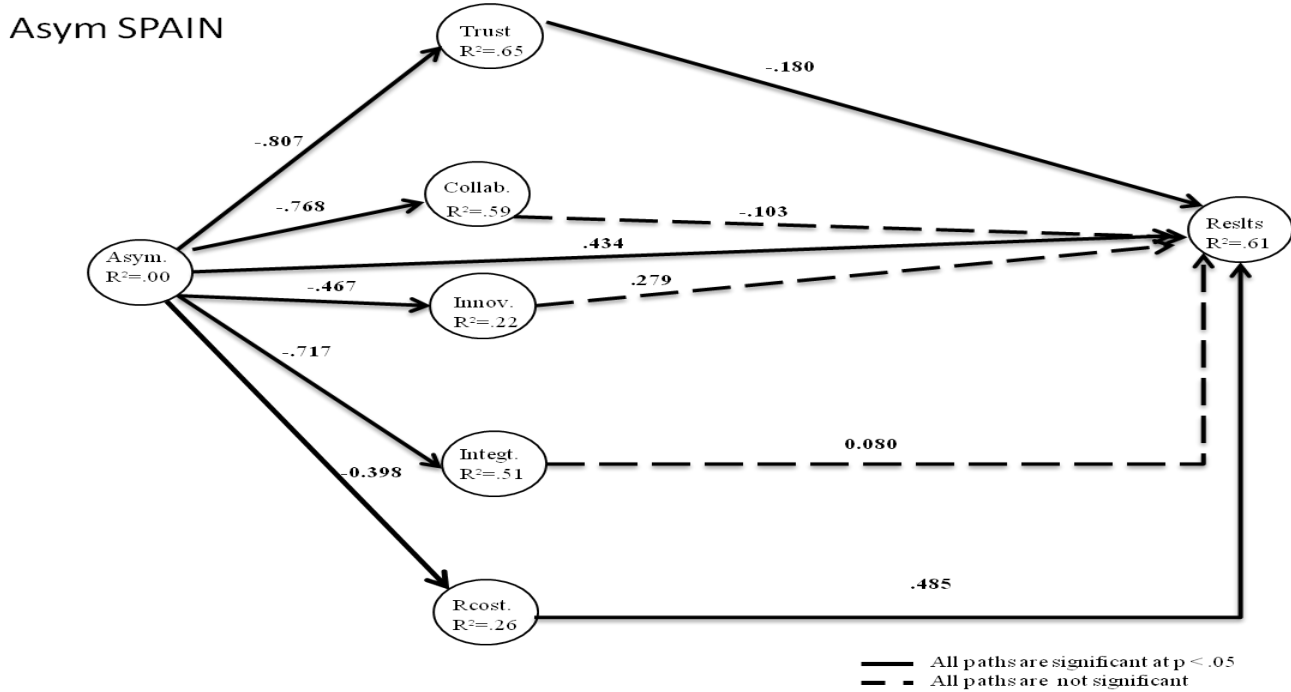 Asym SPAIN
Trust
R²=.65
-.180
-.807
Collab.
R²=.59
-.768
-.103
Reslts
R²=.61
.434
Asym.
R²=.00
-.467
.279
Innov.
R²=.22
-.717
Integt.
R²=.51
0.080
-0.398
Rcost.
R²=.26
.485
All paths are significant at p < .05
All paths are not significant